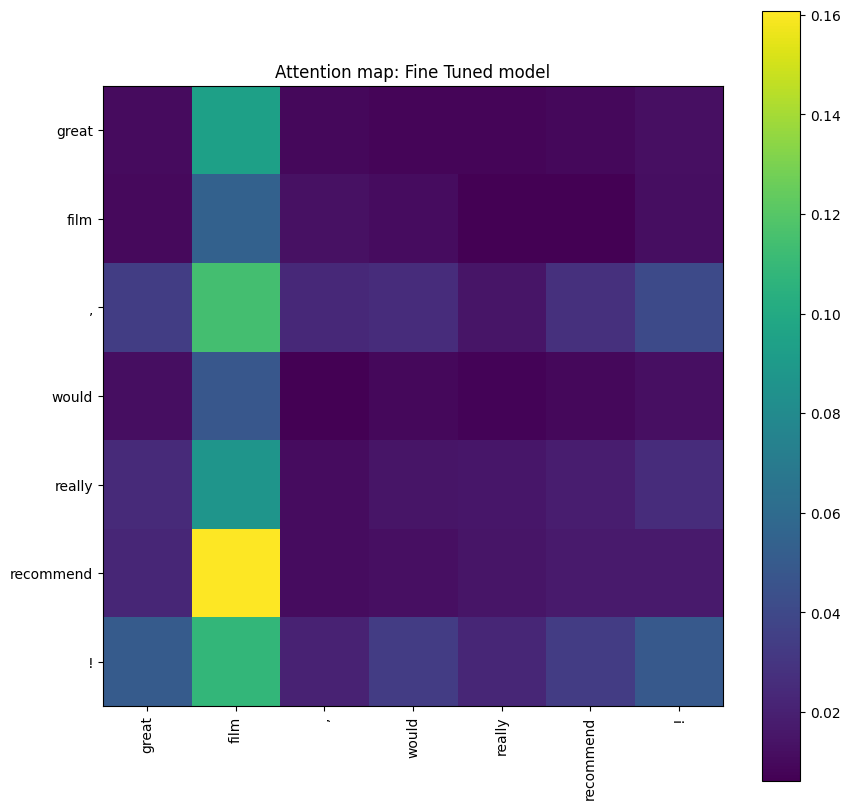 Attention map: Fine Tuned model
great
film
,
would
really
recommend
!
great
film
,
would
really
recommend
!
0.16
0.14
0.12
0.10
0.08
0.06
0.04
0.02